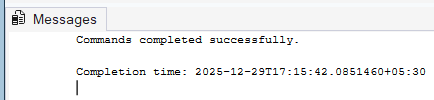 Messages
Commands completed successfully.
Completion time: 2025-12-29T17:15:42.0851460+05:30